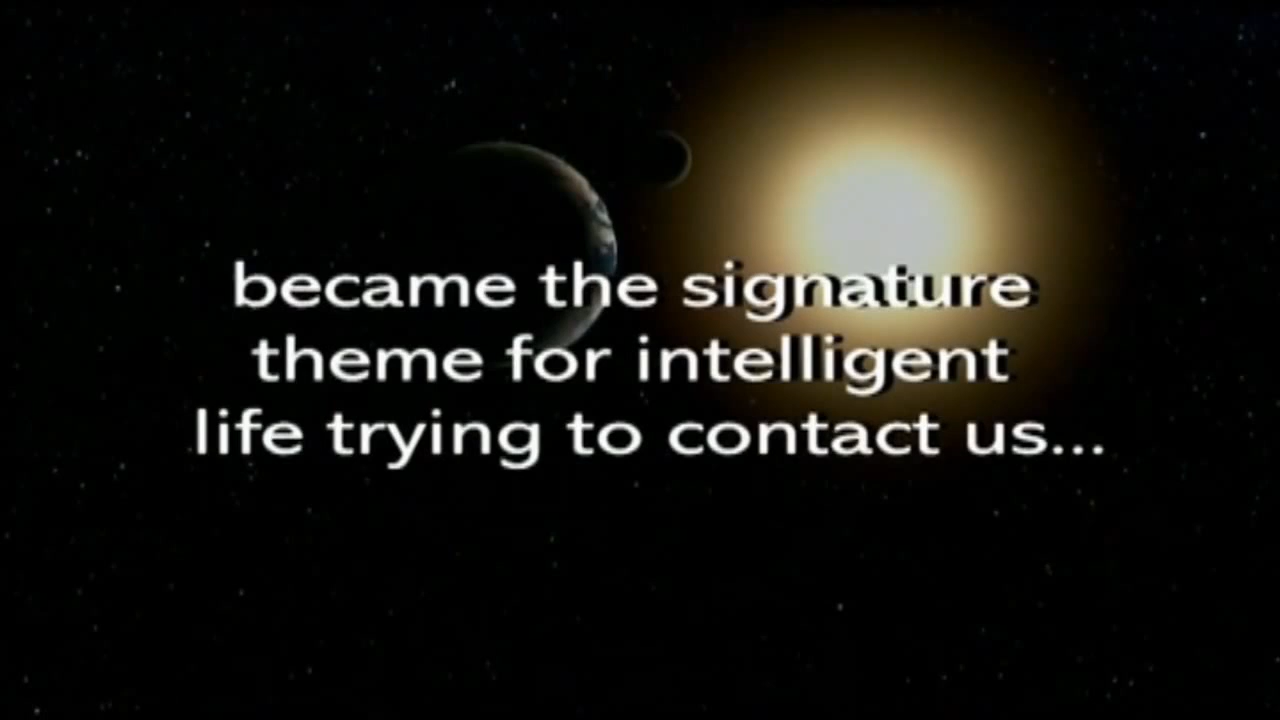 became the signature
theme for intelligent
life trying to contact us...